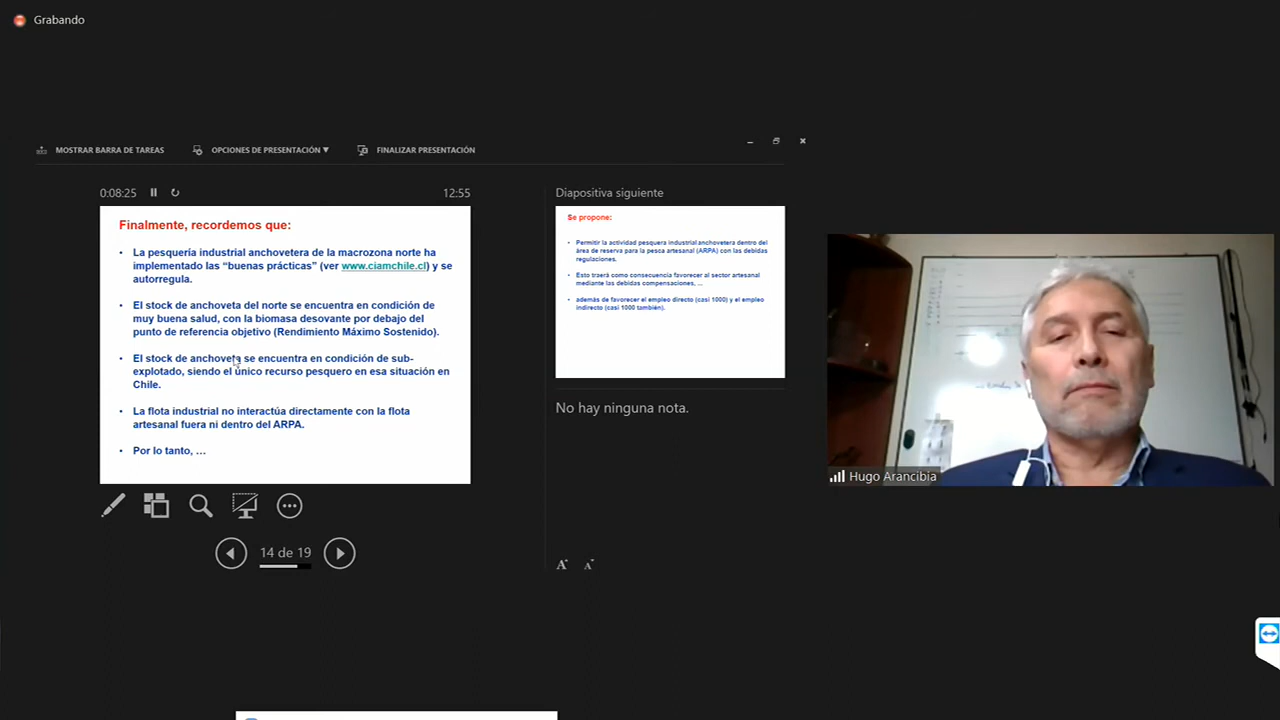 Grabando
MOSTRAR BARRA DE TAREAS
OPCIONES DE PRESENTACIÓN ▼
FINALIZAR PRESENTACIÓN
0:08:25
12:55
Finalmente, recordemos que:
• La pesquería industrial anchovetera de la macrozona norte ha
implementado las “buenas prácticas” (ver www.ciamchile.cl) y se
autorregula.
• El stock de anchoveta del norte se encuentra en condición de
muy buena salud, con la biomasa desovante por debajo del
punto de referencia objetivo (Rendimiento Máximo Sostenido).
• El stock de anchoveta se encuentra en condición de sub-
explotado, siendo el único recurso pesquero en esa situación en
Chile.
• La flota industrial no interactúa directamente con la flota
artesanal fuera ni dentro del ARPA.
• Por lo tanto, …
14 de 19
Diapositiva siguiente
Se propone:
• Permitir la actividad pesquera industrial anchovetera dentro del
área de reserva para la pesca artesanal (ARPA) con las debidas
regulaciones.
• Esto traerá como consecuencia favorecer al sector artesanal
mediante las debidas compensaciones, …
• además de favorecer el empleo directo (casi 1000) y el empleo
indirecto (casi 1000 también).
No hay ninguna nota.
A A
Hugo Arancibia